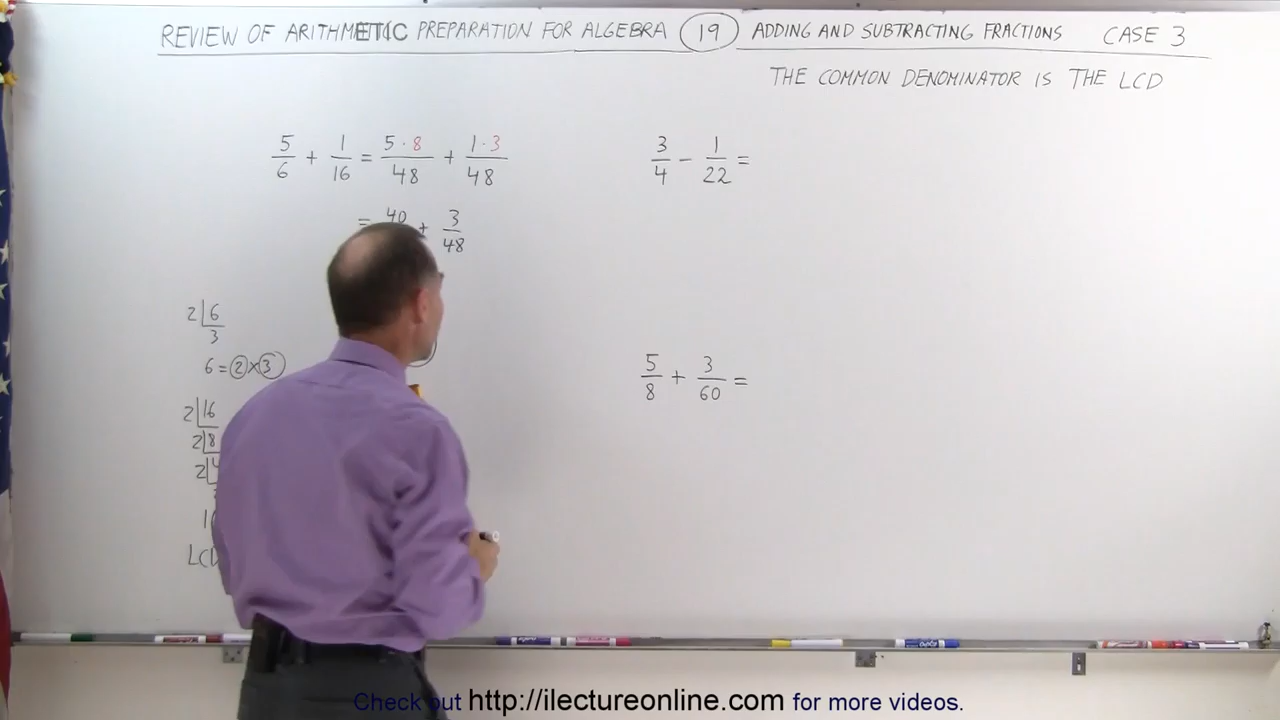 REVIEW OF ARITHMETIC PREPARATION FOR ALGEBRA 19 ADDING AND SUBTRACTING FRACTIONS CASE 3
THE COMMON DENOMINATOR IS THE LCD
5/6 + 1/16 = 5·8/48 + 1·3/48
= 40 + 3/48
2|6
3
6 = 2 × 3
2|16
2|8
2|
LCD
3/4 − 1/22 =
5/8 + 3/60 =
Check out http://ilectureonline.com for more videos.